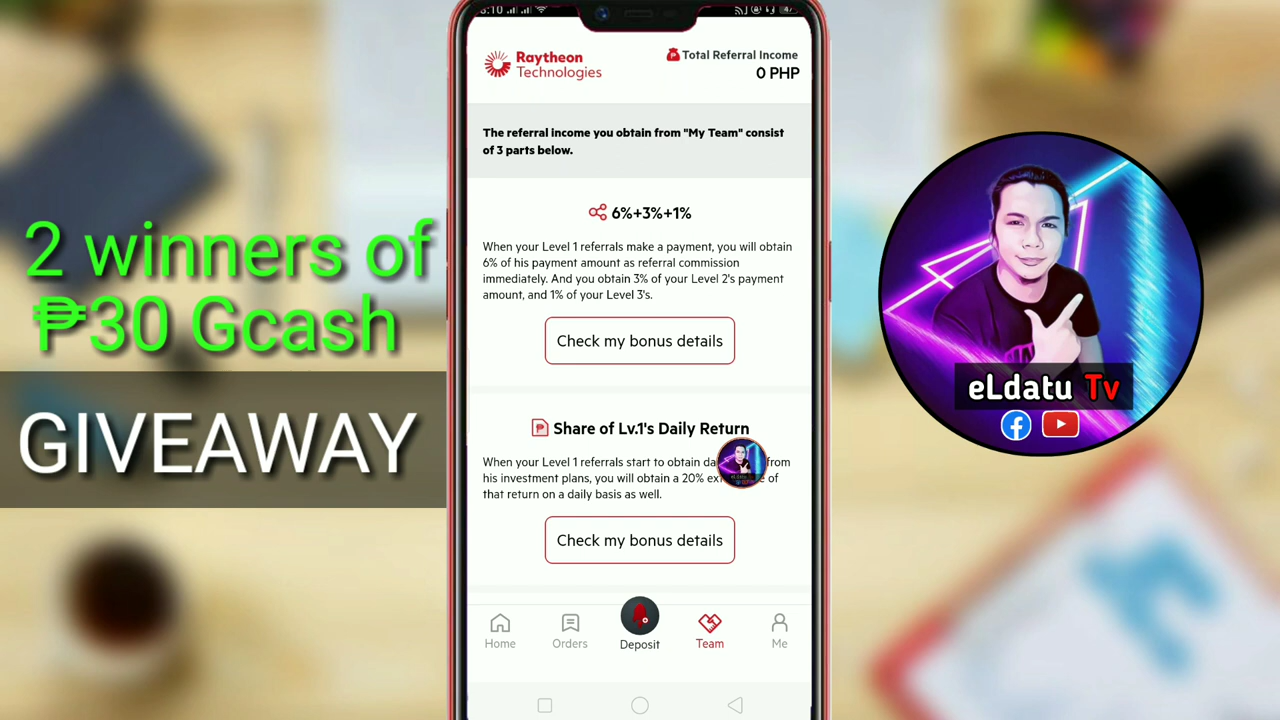 2 winners of
₱30 Gcash
GIVEAWAY
8:10
Raytheon
Technologies
Total Referral Income
0 PHP
The referral income you obtain from "My Team" consist
of 3 parts below.
6%+3%+1%
When your Level 1 referrals make a payment, you will obtain
6% of his payment amount as referral commission
immediately. And you obtain 3% of your Level 2's payment
amount, and 1% of your Level 3's.
Check my bonus details
Share of Lv.1's Daily Return
When your Level 1 referrals start to obtain from
his investment plans, you will obtain a 20% of
that return on a daily basis as well.
Check my bonus details
Home
Orders
Deposit
Team
Me
eLdatu Tv